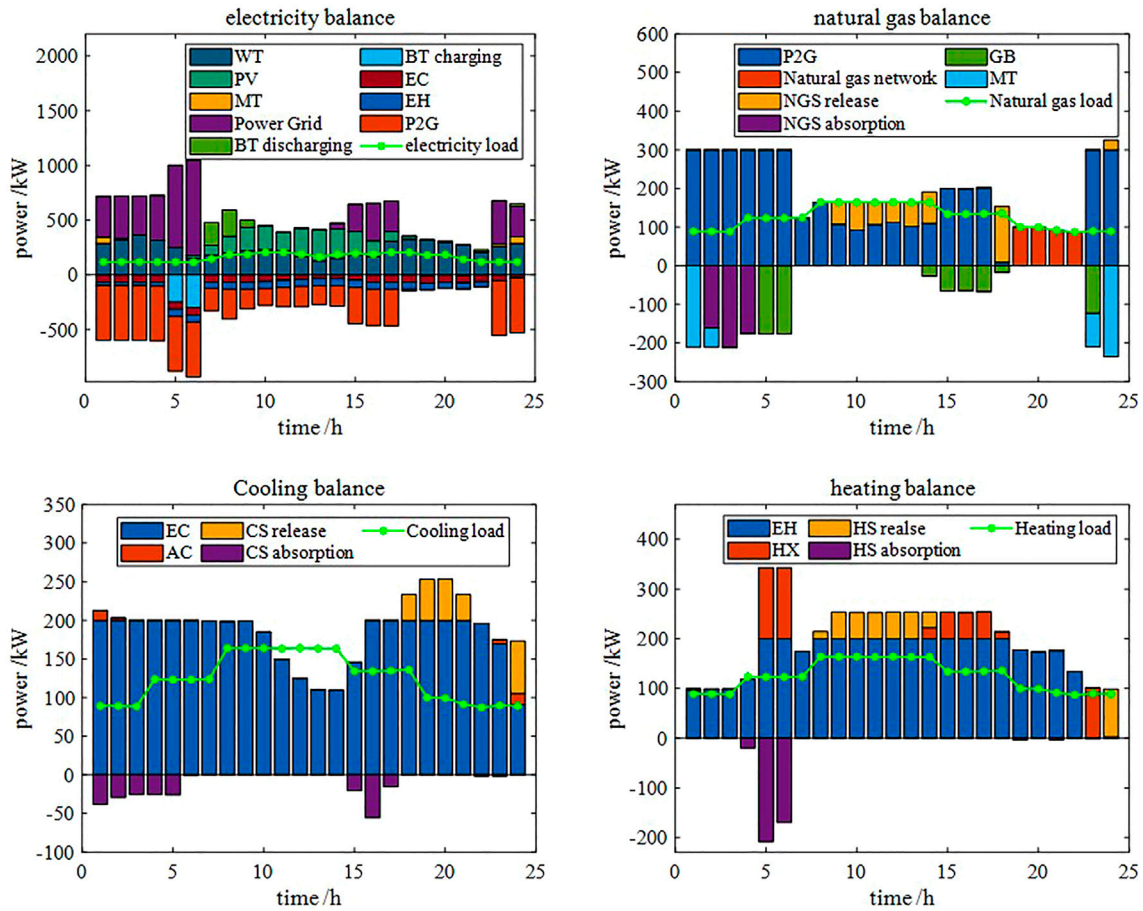 electricity balance
2000
1500
1000
500
0
-500
power /kW
WT
BT charging
PV
EC
MT
EH
Power Grid
P2G
BT discharging
electricity load
0
5
10
15
20
25
time /h
natural gas balance
600
500
400
300
200
100
0
-100
-200
-300
power /kW
P2G
GB
Natural gas network
MT
NGS release
Natural gas load
NGS absorption
0
5
10
15
20
25
time /h
Cooling balance
350
300
250
200
150
100
50
0
-50
-100
power /kW
EC
CS release
Cooling load
AC
CS absorption
0
5
10
15
20
25
time /h
heating balance
400
300
200
100
0
-100
-200
power /kW
EH
HS realse
Heating load
HX
HS absorption
0
5
10
15
20
25
time /h